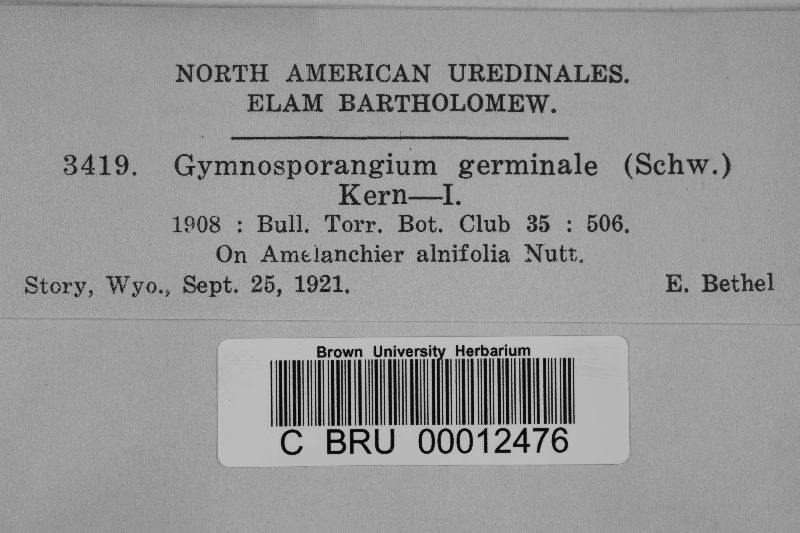 NORTH AMERICAN UREDINALES.
ELAM BARTHOLOMEW.
3419. Gymnosporangium germinale (Schw.)
Kern—I.
1908 : Bull. Torr. Bot. Club 35 : 506.
On Amelanchier alnifolia Nutt.
Story, Wyo., Sept. 25, 1921. E. Bethel
Brown University Herbarium
C BRU 00012476